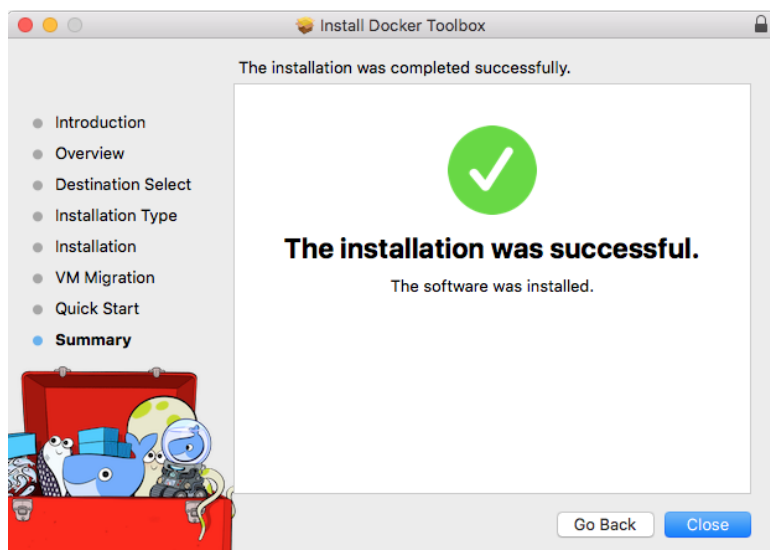 Install Docker Toolbox
The installation was completed successfully.
Introduction
Overview
Destination Select
Installation Type
Installation
VM Migration
Quick Start
Summary
The installation was successful.
The software was installed.
Go Back
Close